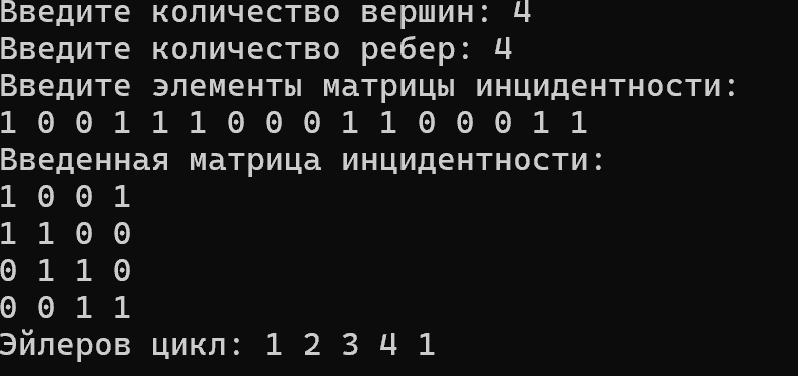 Введите количество вершин: 4
Введите количество ребер: 4
Введите элементы матрицы инцидентности:
1 0 0 1 1 1 0 0 0 1 1 0 0 0 1 1
Введенная матрица инцидентности:
1 0 0 1
1 1 0 0
0 1 1 0
0 0 1 1
Эйлеров цикл: 1 2 3 4 1